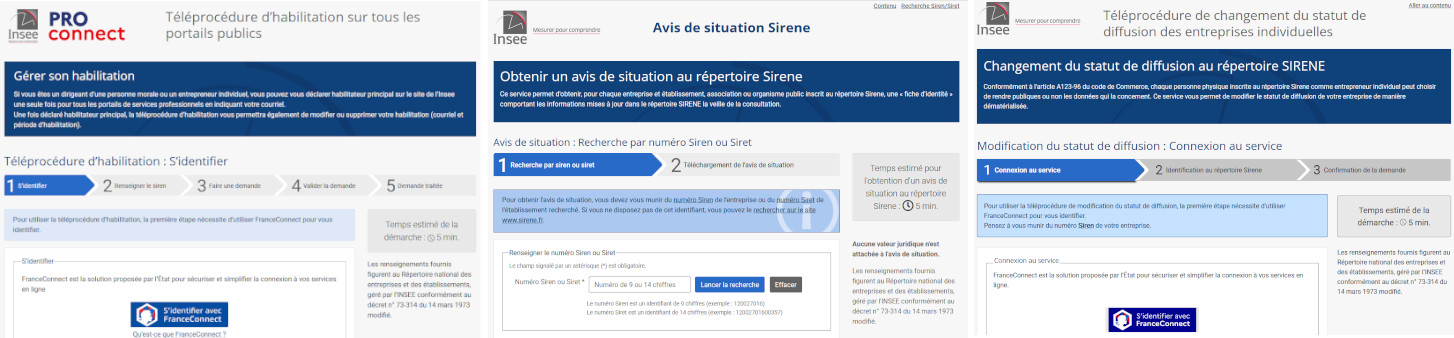 Insee
PRO
connect
Téléprocédure d'habilitation sur tous les
portails publics
Gérer son habilitation
Si vous êtes un dirigeant d'une personne morale ou un entrepreneur individuel, vous pouvez vous déclarer habilitateur principal sur le site de l'Insee
une seule fois pour tous les portails de services professionnels en indiquant votre courriel.
Une fois déclaré habilitateur principal, la téléprocédure d'habilitation vous permettra également de modifier ou supprimer votre habilitation (courriel et
période d'habilitation).
Téléprocédure d'habilitation : S'identifier
1 S'identifier
2 Renseigner le siren
3 Faire une demande
4 Valider la demande
5 Demande traitée
Pour utiliser la téléprocédure d'habilitation, la première étape nécessite d'utiliser FranceConnect pour vous
identifier.
Temps estimé de la
démarche : 5 min.
S'identifier
FranceConnect est la solution proposée par l'État pour sécuriser et simplifier la connexion à vos services
en ligne
S'identifier avec
FranceConnect
Qu'est-ce que FranceConnect ?
Les renseignements fournis
figurent au Répertoire national des
entreprises et des établissements,
géré par l'INSEE conformément au
décret n° 73-314 du 14 mars 1973
modifié.
Contenu Recherche Siren/Siret
Insee
Mesurer pour comprendre
Avis de situation Sirene
Obtenir un avis de situation au répertoire Sirene
Ce service permet d'obtenir, pour chaque entreprise et établissement, association ou organisme public inscrit au répertoire Sirene, une « fiche d'identité »
comportant les informations mises à jour dans le répertoire SIRENE la veille de la consultation.
Avis de situation : Recherche par numéro Siren ou Siret
1 Recherche par siren ou siret
2 Téléchargement de l'avis de situation
Pour obtenir l'avis de situation, vous devez vous munir du numéro Siren de l'entreprise ou du numéro Siret de
l'établissement recherché. Si vous ne disposez pas de cet identifiant, vous pouvez le rechercher sur le site
www.sirene.fr.
Temps estimé pour
l'obtention d'un avis de
situation au répertoire
Sirene : 5 min.
Renseigner le numéro Siren ou Siret
Le champ signalé par un astérisque (*) est obligatoire.
Numéro Siren ou Siret *
Numéro de 9 ou 14 chiffres
Lancer la recherche
Effacer
Le numéro Siren est un identifiant de 9 chiffres (exemple : 120027016)
Le numéro Siret est un identifiant de 14 chiffres (exemple : 12002701600357)
Aucune valeur juridique n'est
attachée à l'avis de situation.
Les renseignements fournis
figurent au Répertoire national des
entreprises et des établissements,
géré par l'INSEE conformément au
décret n° 73-314 du 14 mars 1973
modifié.
Aller au contenu
Insee
Mesurer pour comprendre
Téléprocédure de changement du statut de
diffusion des entreprises individuelles
Changement du statut de diffusion au répertoire SIRENE
Conformément à l'article A123-96 du code de Commerce, chaque personne physique inscrite au répertoire Sirene comme entrepreneur individuel peut choisir
de rendre publiques ou non les données qui la concernent. Ce service vous permet de modifier le statut de diffusion de votre entreprise de manière
dématérialisée.
Modification du statut de diffusion : Connexion au service
1 Connexion au service
2 Identification au répertoire Sirene
3 Confirmation de la demande
Pour utiliser la téléprocédure de modification du statut de diffusion, la première étape nécessite d'utiliser
FranceConnect pour vous identifier.
Pensez à vous munir du numéro Siren de votre entreprise.
Temps estimé de la
démarche : 5 min.
Connexion au service
FranceConnect est la solution proposée par l'État pour sécuriser et simplifier la connexion à vos services en
ligne.
S'identifier avec
FranceConnect
Les renseignements fournis
figurent au Répertoire national des
entreprises et des établissements,
géré par l'INSEE conformément au
décret n° 73-314 du 14 mars 1973
modifié.